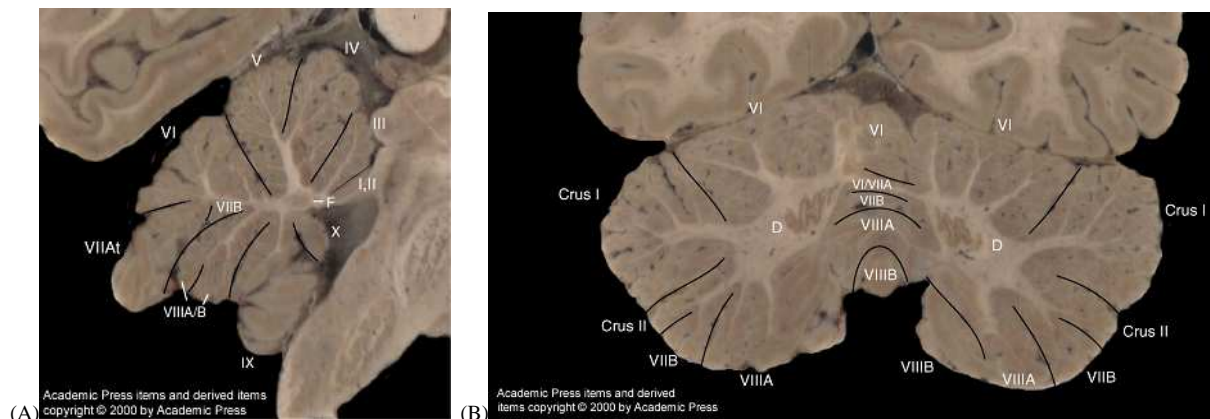 IV
V
VI
III
I,II
F
VIIB
X
VIIAt
VIIIA/B
IX
Academic Press items and derived items
copyright © 2000 by Academic Press
(A)
VI
VI
VI
Crus I
VI/VIIA
VIIB
Crus I
VIIIA
D
D
VIIIB
Crus II
Crus II
VIIB
VIIIA
VIIIB
VIIIA
VIIB
Academic Press items and derived
items copyright © 2000 by Academic Press
(B)